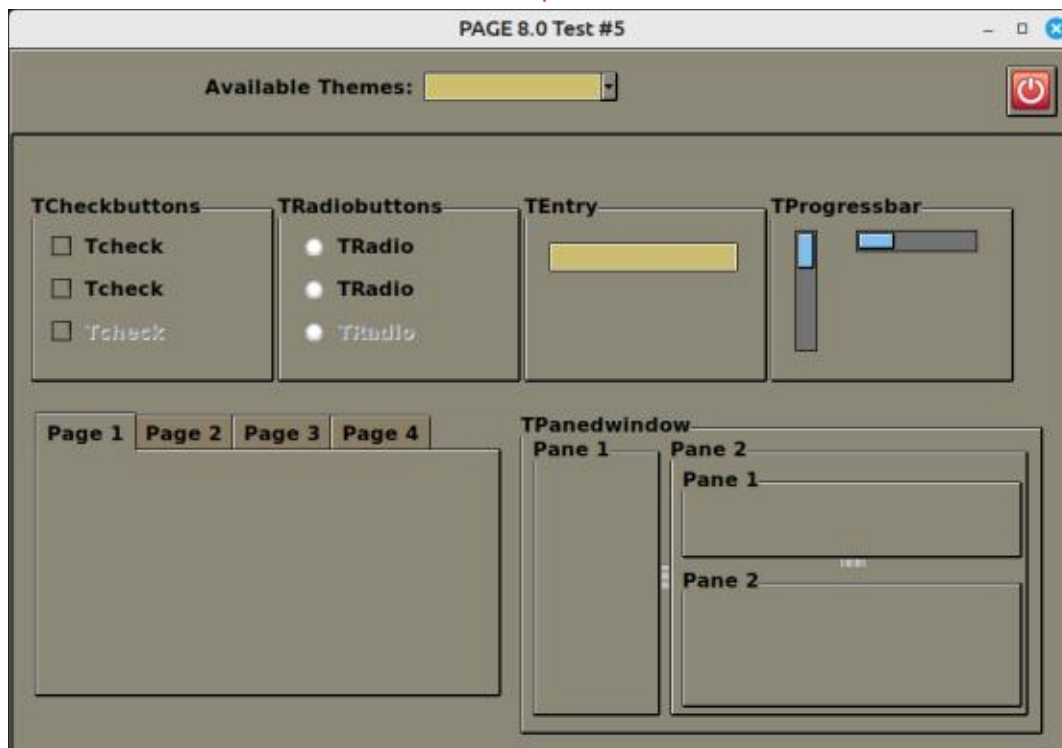 PAGE 8.0 Test #5
Available Themes:
TCheckbuttons
Tcheck
Tcheck
Tcheck
TRadiobuttons
TRadio
TRadio
TRadio
TEntry
TProgressbar
Page 1 Page 2 Page 3 Page 4
TPanedwindow
Pane 1
Pane 2
Pane 1
Pane 2